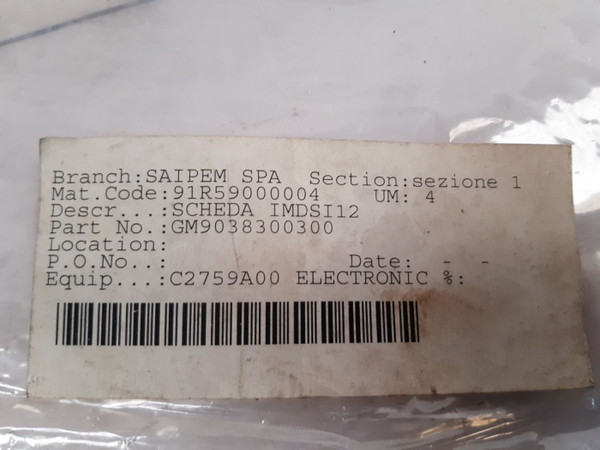 Branch:SAIPEM SPA Section:sezione 1
Mat.Code:91R59000004 UM: 4
Descr...:SCHEDA IMDSI12
Part No.:GM9038300300
Location:
P.O.No..: Date: - -
Equip...:C2759A00 ELECTRONIC %: